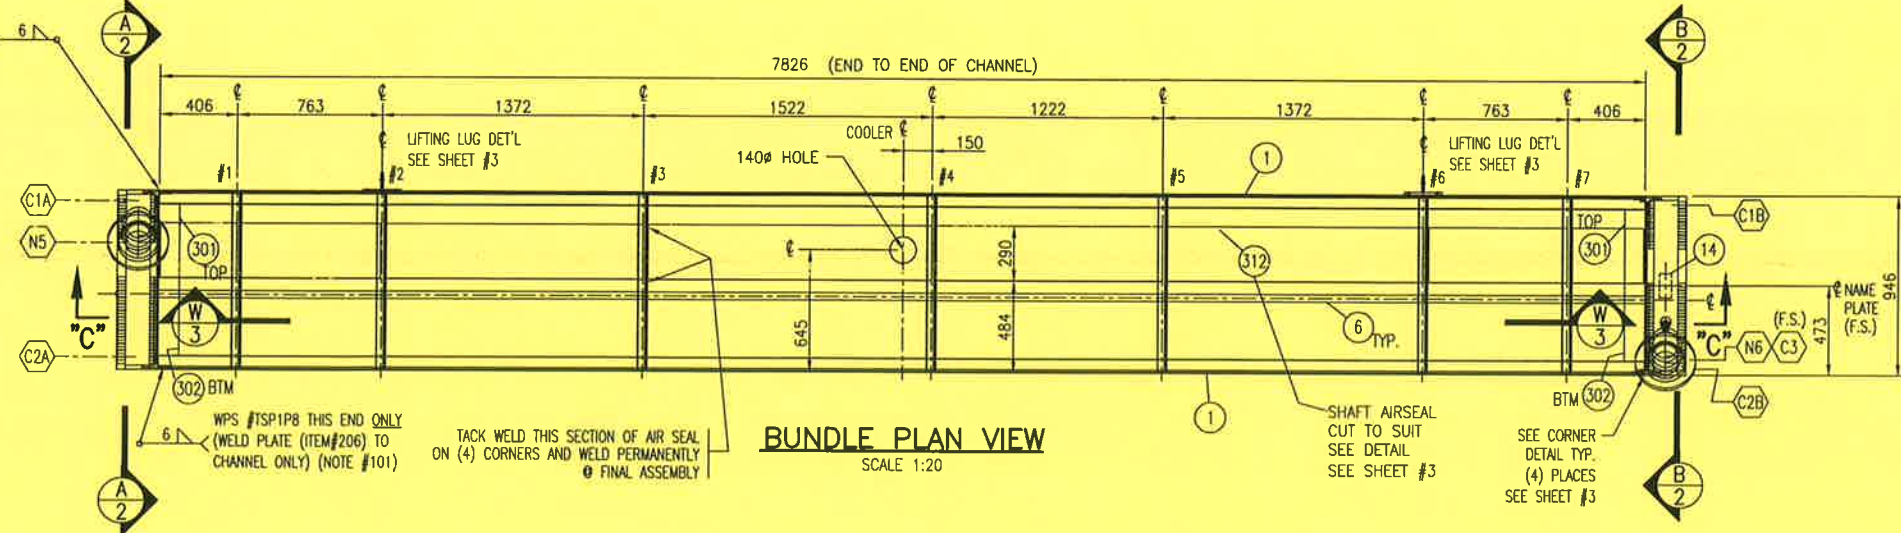 A
2
B
2
6
7826 (END TO END OF CHANNEL)
406
763
1372
1522
1222
1372
763
406
LIFTING LUG DET'L
SEE SHEET #3
COOLER ℄
150
140ø HOLE
1
LIFTING LUG DET'L
SEE SHEET #3
#1
#2
#3
#4
#5
#6
#7
C1A
N5
301
TOP
"C"
C2A
W
3
302 BTM
290
645
484
312
6 TYP.
TOP
301
14
C1B
946
℄ NAME
PLATE
(F.S.)
473
(F.S.)
"C"
N6
C3
W
3
BTM 302
C2B
6
WPS #TSP1P8 THIS END ONLY
(WELD PLATE (ITEM#206) TO
CHANNEL ONLY) (NOTE #101)
TACK WELD THIS SECTION OF AIR SEAL
ON (4) CORNERS AND WELD PERMANENTLY
@ FINAL ASSEMBLY
BUNDLE PLAN VIEW
SCALE 1:20
1
SHAFT AIRSEAL
CUT TO SUIT
SEE DETAIL
SEE SHEET #3
SEE CORNER
DETAIL TYP.
(4) PLACES
SEE SHEET #3
A
2
B
2